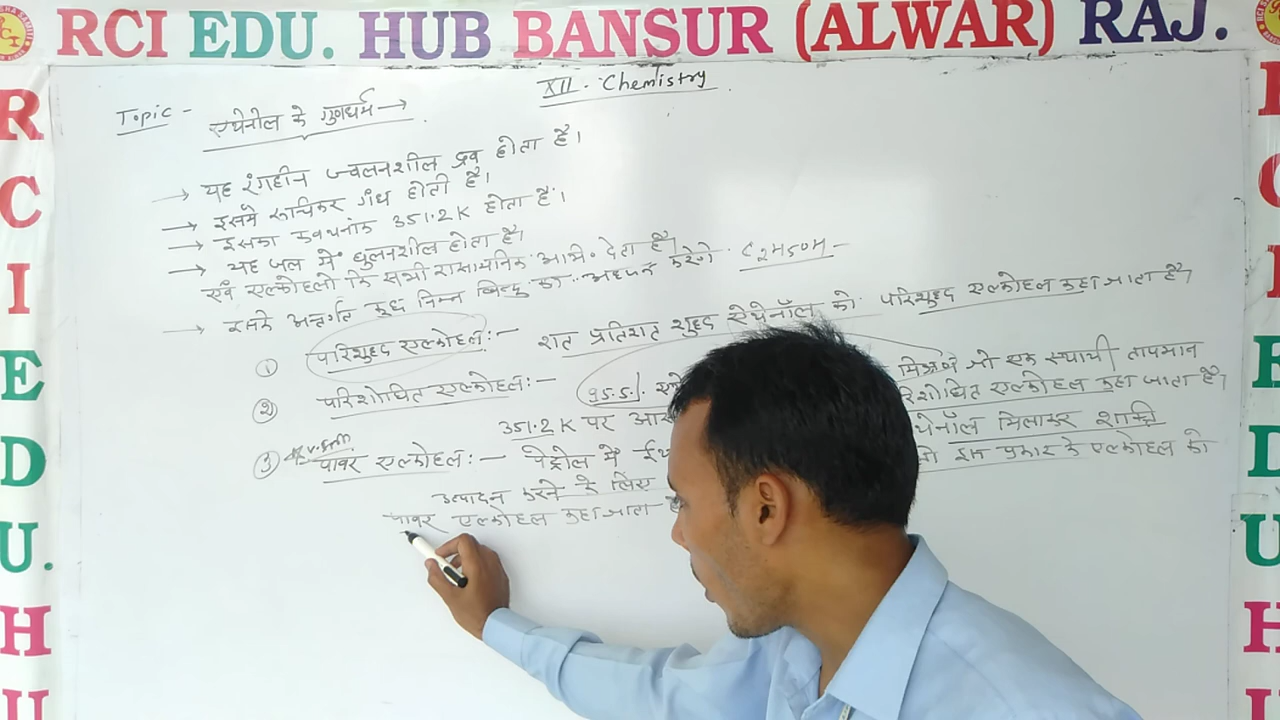 RCI EDU. HUB BANSUR (ALWAR) RAJ.
XII. Chemistry
Topic - एथेनॉल के गुणधर्म →
→ यह रंगहीन ज्वलनशील द्रव होता है।
→ इसमें रूचिकर गंध होती है।
→ इसका क्वथनांक 351.2 K होता है।
→ यह जल में घुलनशील होता है।
एवं एल्कोहलो कि सभी रासायनिक अभि. देता है।
→ इसके अन्तर्गत कुछ निम्न बिन्दु का अध्ययन करेंगे C2H5OH
① परिशुद्ध एल्कोहल:- शत प्रतिशत शुद्ध ऐथेनॉल को परिशुद्ध एल्कोहल कहा जाता है।
② परिशोधित एल्कोहल:- 95.5% मिश्रण जो एक स्थायी तापमान
351.2 K पर परिशोधित एल्कोहल कहा जाता है।
③ पावर एल्कोहल:- पेट्रोल में मिलाकर शक्ति
उत्पादन करने के लिए तो इस प्रकार के एल्कोहल को
पावर एल्कोहल कहा जाता
R
C
I
E
D
U.
H
U
R
C
I
E
D
U
H